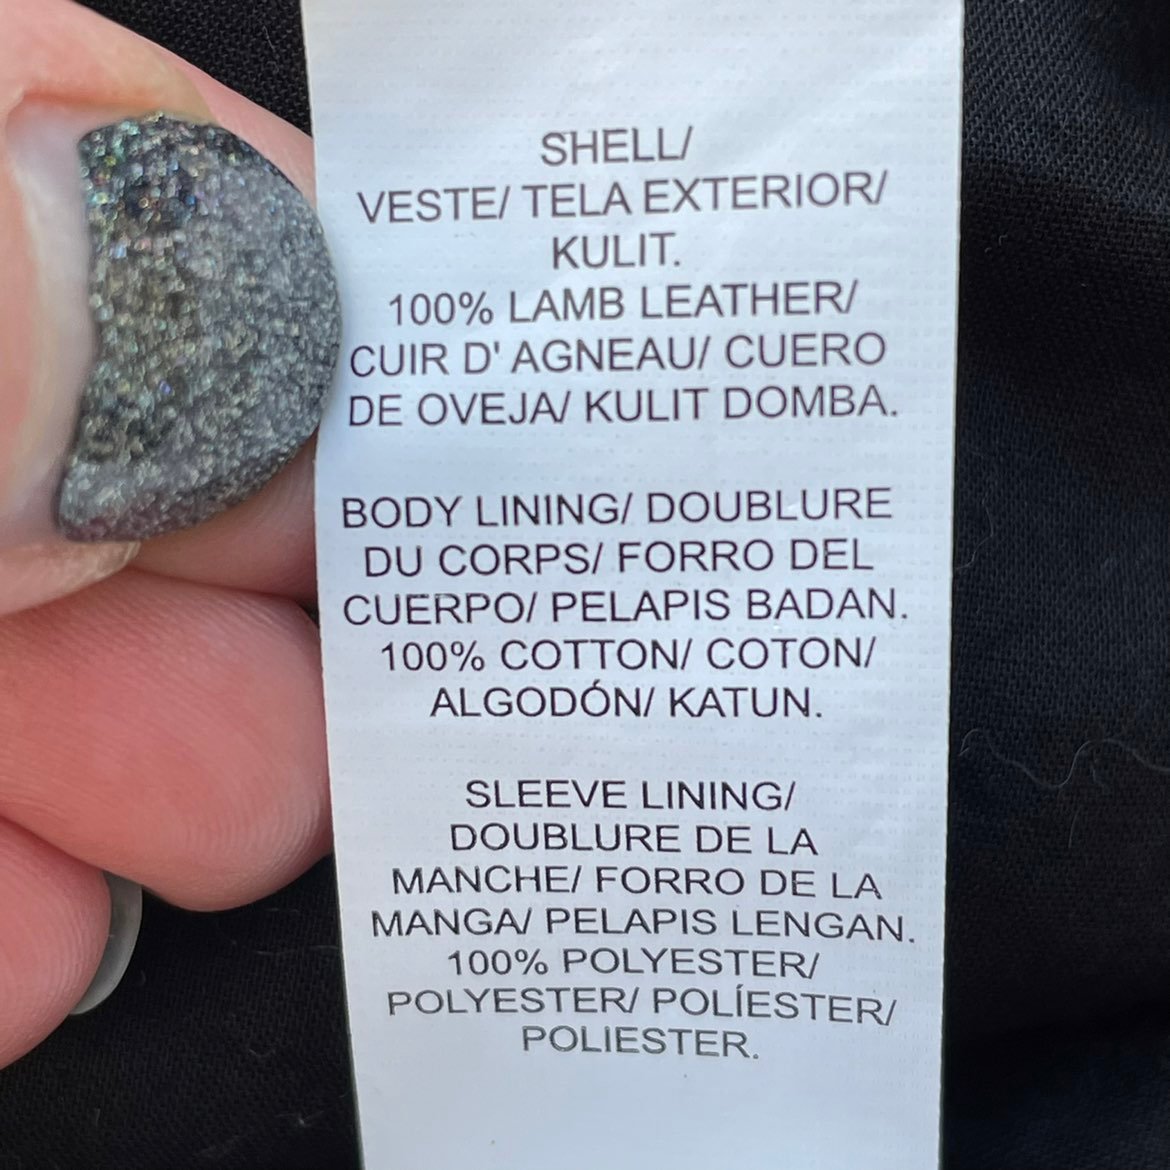 SHELL/
VESTE/ TELA EXTERIOR/
KULIT.
100% LAMB LEATHER/
CUIR D' AGNEAU/ CUERO
DE OVEJA/ KULIT DOMBA.
BODY LINING/ DOUBLURE
DU CORPS/ FORRO DEL
CUERPO/ PELAPIS BADAN.
100% COTTON/ COTON/
ALGODÓN/ KATUN.
SLEEVE LINING/
DOUBLURE DE LA
MANCHE/ FORRO DE LA
MANGA/ PELAPIS LENGAN.
100% POLYESTER/
POLYESTER/ POLÍESTER/
POLIESTER.